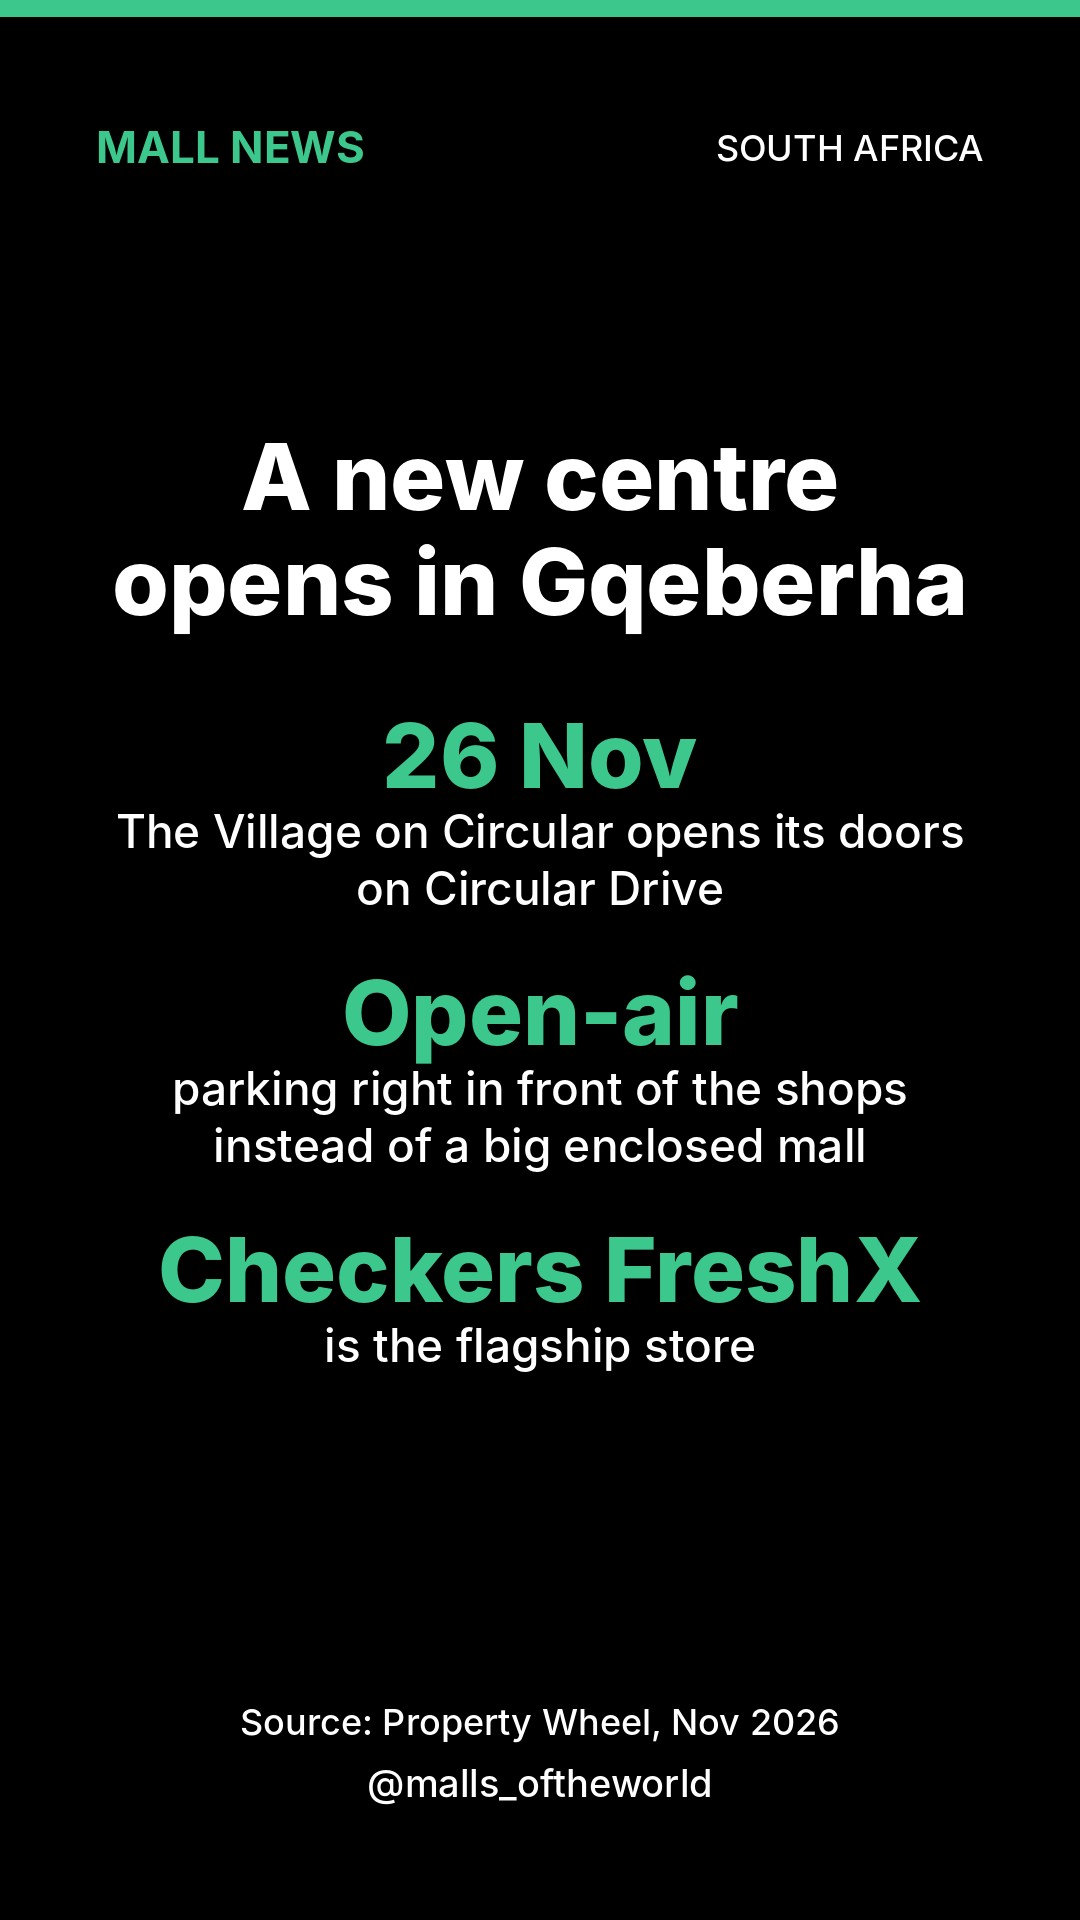 MALL NEWS
SOUTH AFRICA
A new centre
opens in Gqeberha
26 Nov
The Village on Circular opens its doors
on Circular Drive
Open-air
parking right in front of the shops
instead of a big enclosed mall
Checkers FreshX
is the flagship store
Source: Property Wheel, Nov 2026
@malls_oftheworld